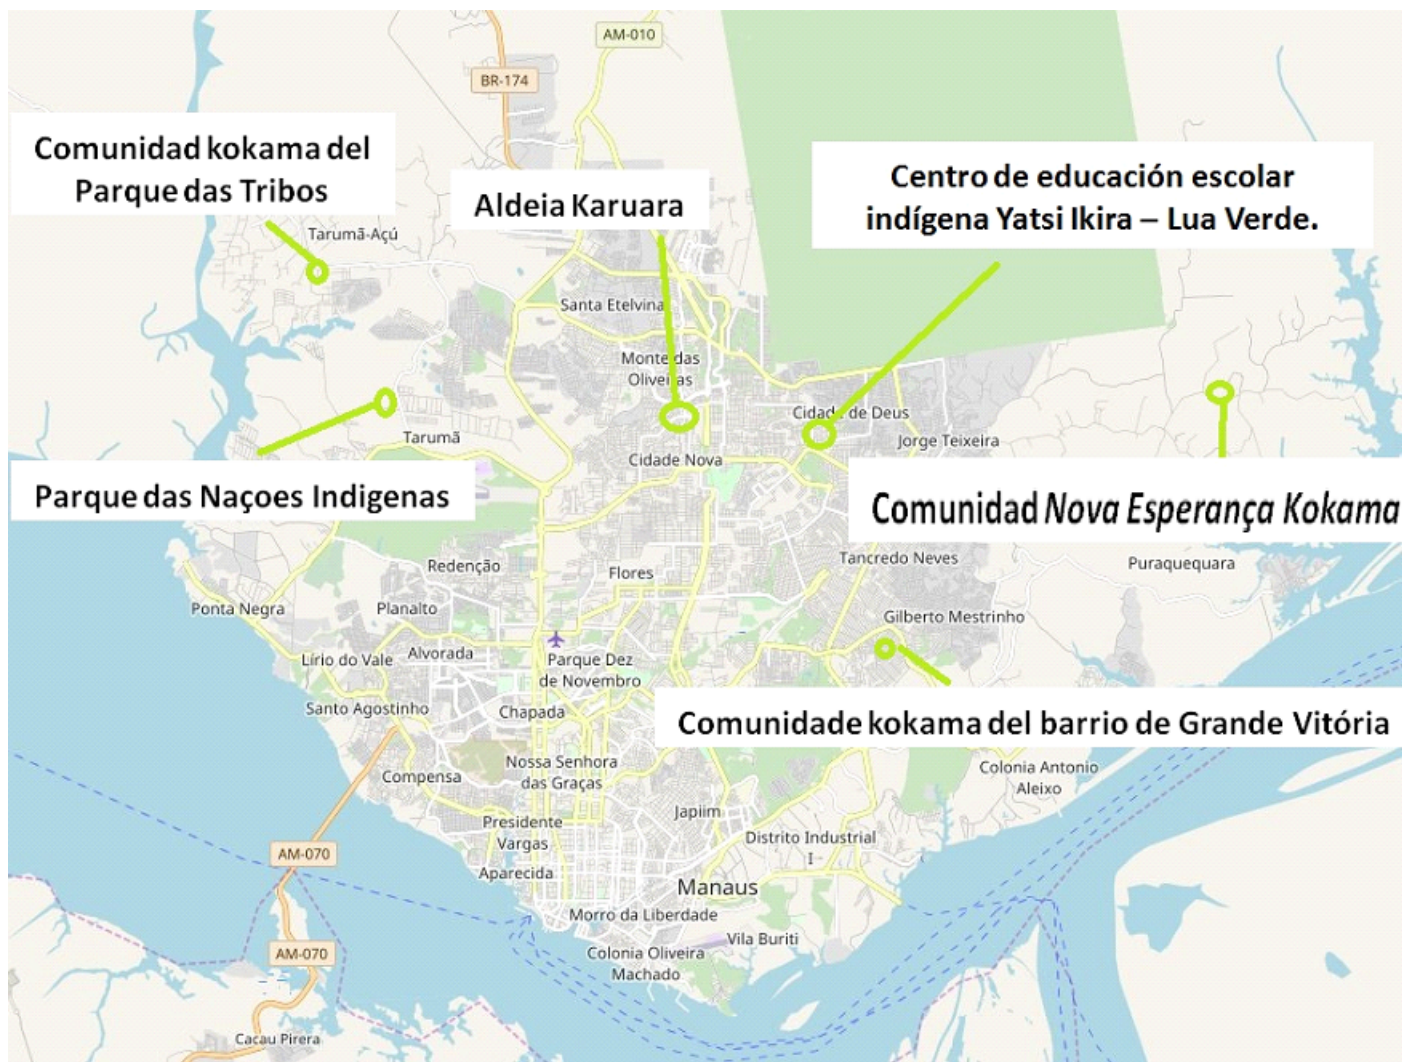 AM-010
BR-174
Comunidad kokama del
Parque das Tribos
Aldeia Karuara
Centro de educación escolar
indígena Yatsi Ikira – Lua Verde.
Tarumã-Açú
Santa Etelvina
Monte das
Oliveiras
Cidade de Deus
Tarumã
Jorge Teixeira
Cidade Nova
Parque das Naçoes Indigenas
Comunidad Nova Esperança Kokama
Redenção
Flores
Tancredo Neves
Puraquequara
Ponta Negra
Planalto
Gilberto Mestrinho
Lírio do Vale
Alvorada
Parque Dez
de Novembro
Santo Agostinho
Chapada
Comunidade kokama del barrio de Grande Vitória
Compensa
Nossa Senhora
das Graças
Colonia Antonio
Aleixo
Presidente
Vargas
Japiim
Distrito Industrial
I
AM-070
Aparecida
Manaus
Morro da Liberdade
Vila Buriti
Colonia Oliveira
Machado
AM-070
Cacau Pirera